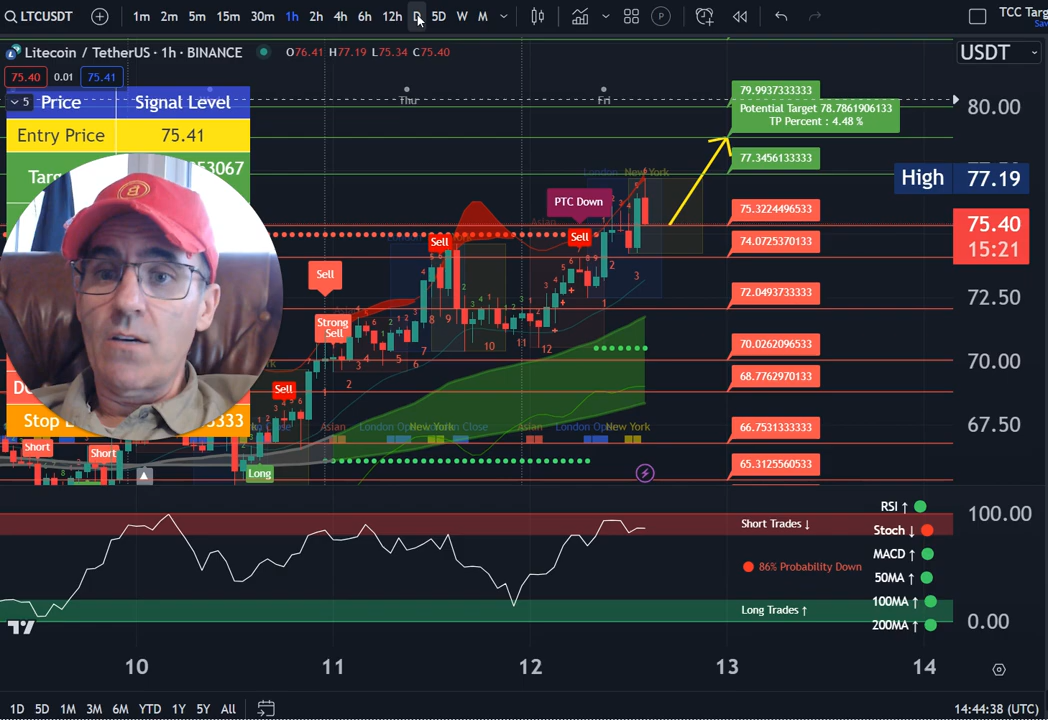 LTCUSDT 1m 2m 5m 15m 30m 1h 2h 4h 6h 12h D 5D W M P TCC Targ
Litecoin / TetherUS · 1h · BINANCE O76.41 H77.19 L75.34 C75.40 USDT
75.40 0.01 75.41
5 Price Signal Level
Entry Price 75.41
Targ 53067
Stop L 3333
Thu Fri
79.9937333333
Potential Target 78.7861906133
TP Percent : 4.48 %
77.3456133333
75.3224496533
74.0725370133
72.0493733333
70.0262096533
68.7762970133
66.7531333333
65.3125560533
80.00
High 77.19
75.40
15:21
72.50
70.00
67.50
London New York
PTC Down
Sell
Sell
Sell
Strong
Sell
Sell
Short
Short
Long
Asian London Open New York
Asian London New York
Short Trades ↓
86% Probability Down
Long Trades ↑
RSI ↑
Stoch ↓
MACD ↑
50MA ↑
100MA ↑
200MA ↑
100.00
0.00
10 11 12 13 14
1D 5D 1M 3M 6M YTD 1Y 5Y All 14:44:38 (UTC)